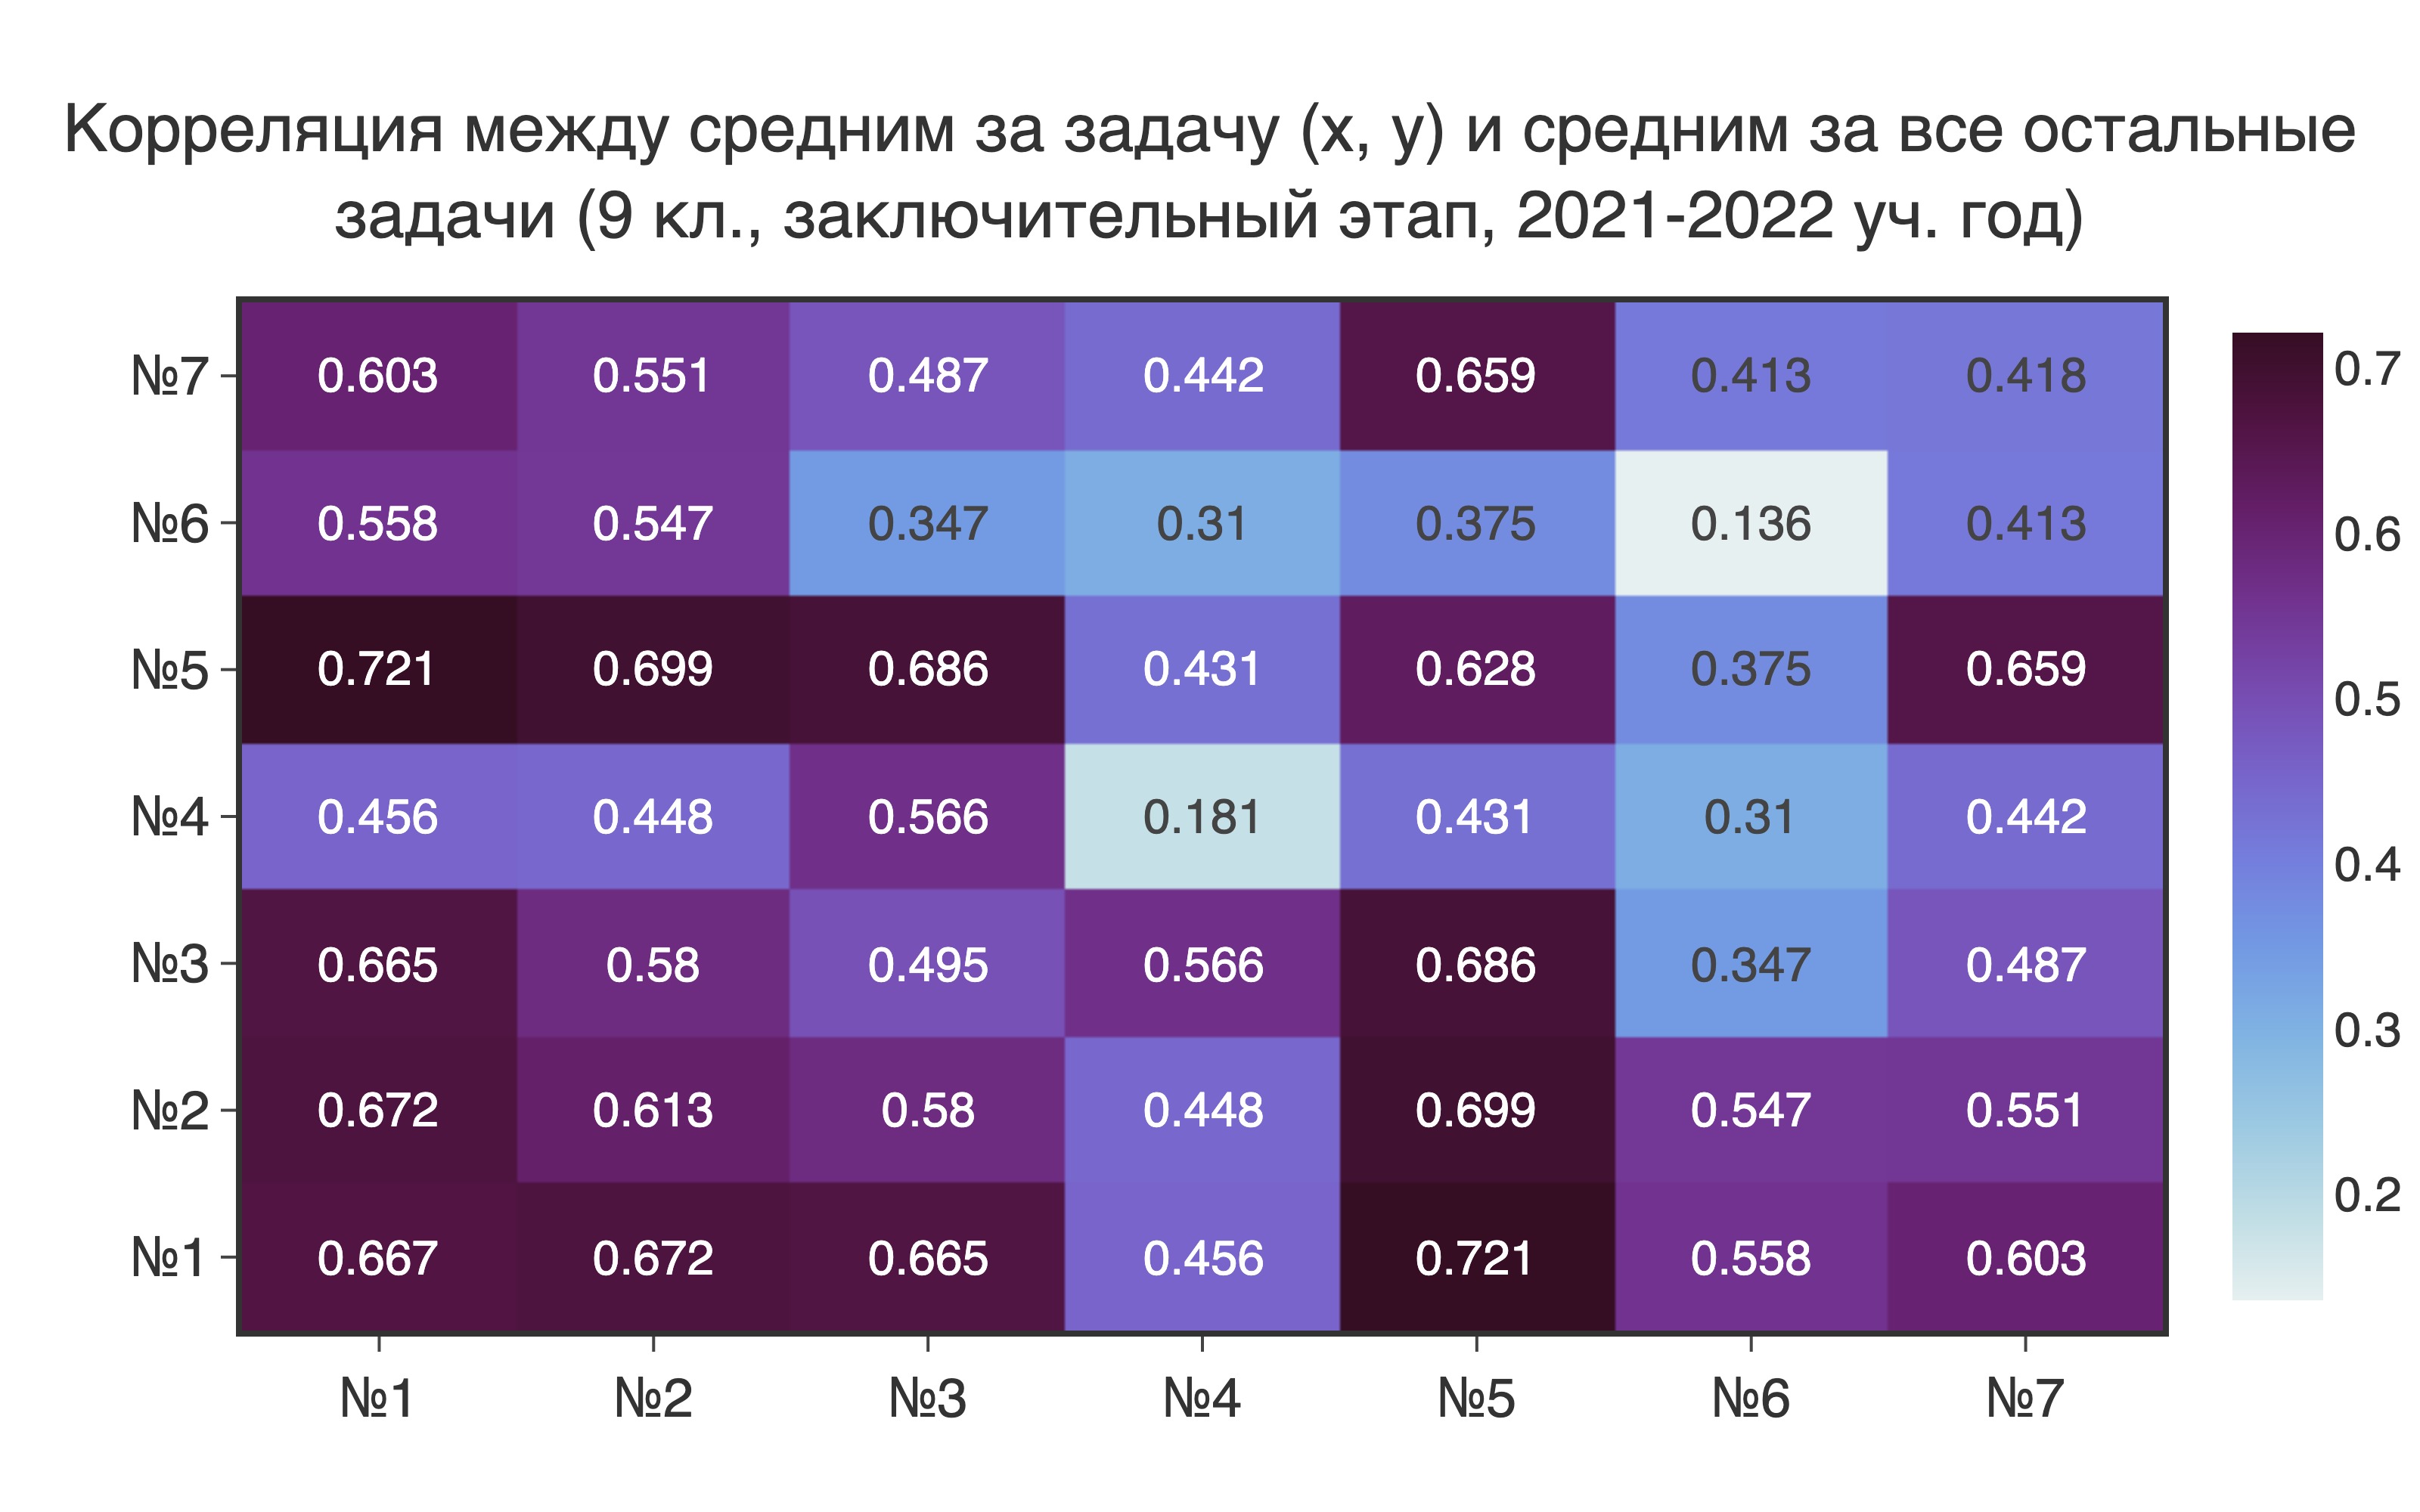 Корреляция между средним за задачу (x, y) и средним за все остальные
задачи (9 кл., заключительный этап, 2021-2022 уч. год)
№7 0.603 0.551 0.487 0.442 0.659 0.413 0.418
№6 0.558 0.547 0.347 0.31 0.375 0.136 0.413
№5 0.721 0.699 0.686 0.431 0.628 0.375 0.659
№4 0.456 0.448 0.566 0.181 0.431 0.31 0.442
№3 0.665 0.58 0.495 0.566 0.686 0.347 0.487
№2 0.672 0.613 0.58 0.448 0.699 0.547 0.551
№1 0.667 0.672 0.665 0.456 0.721 0.558 0.603
№1 №2 №3 №4 №5 №6 №7
0.7
0.6
0.5
0.4
0.3
0.2